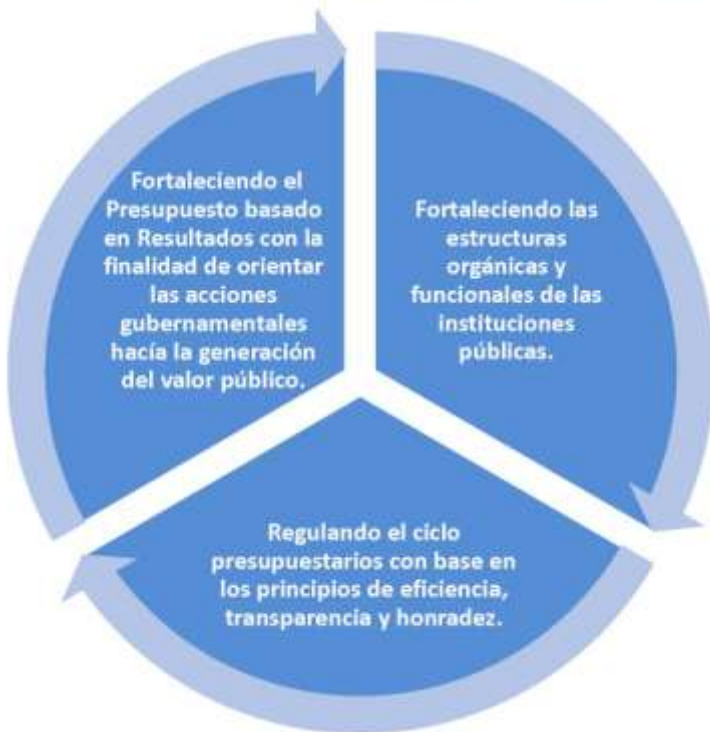 Fortaleciendo el
Presupuesto basado
en Resultados con la
finalidad de orientar
las acciones
gubernamentales
hacía la generación
del valor público.
Fortaleciendo las
estructuras
orgánicas y
funcionales de las
instituciones
públicas.
Regulando el ciclo
presupuestarios con base en
los principios de eficiencia,
transparencia y honradez.